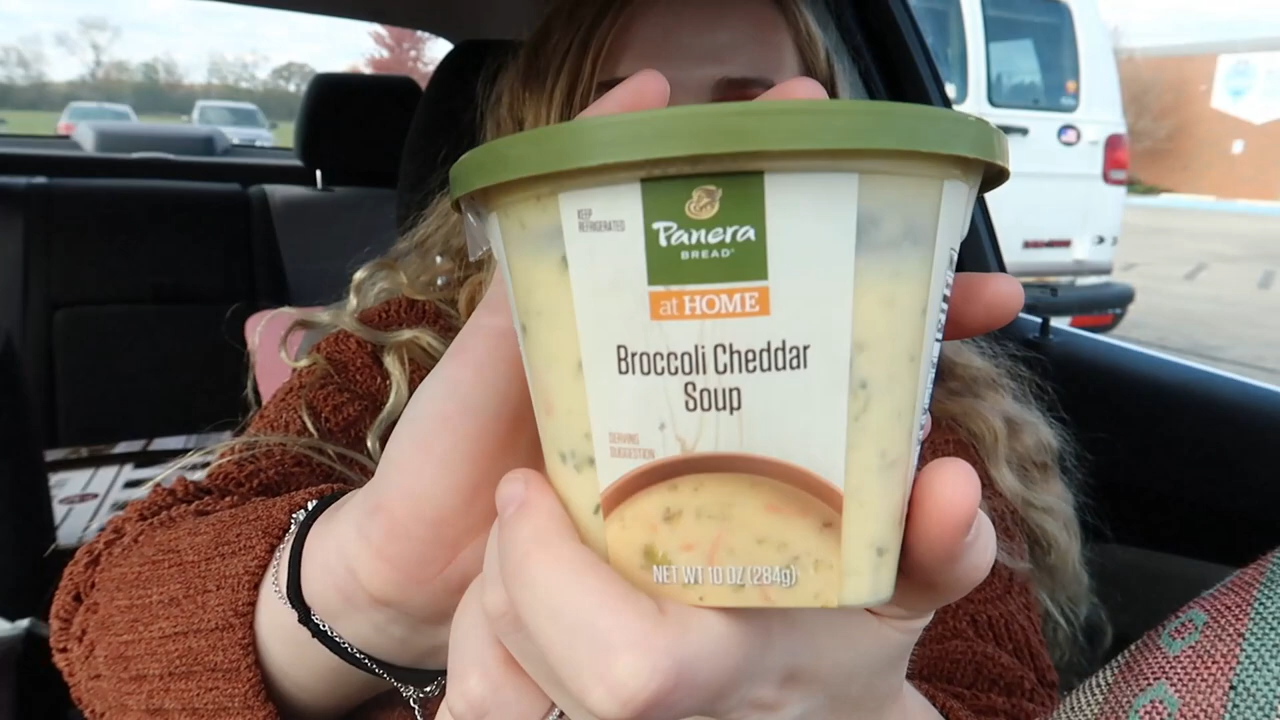 KEEP
REFRIGERATED
Panera
BREAD®
at HOME
Broccoli Cheddar
Soup
SERVING
SUGGESTION
NET WT 10 OZ (284g)